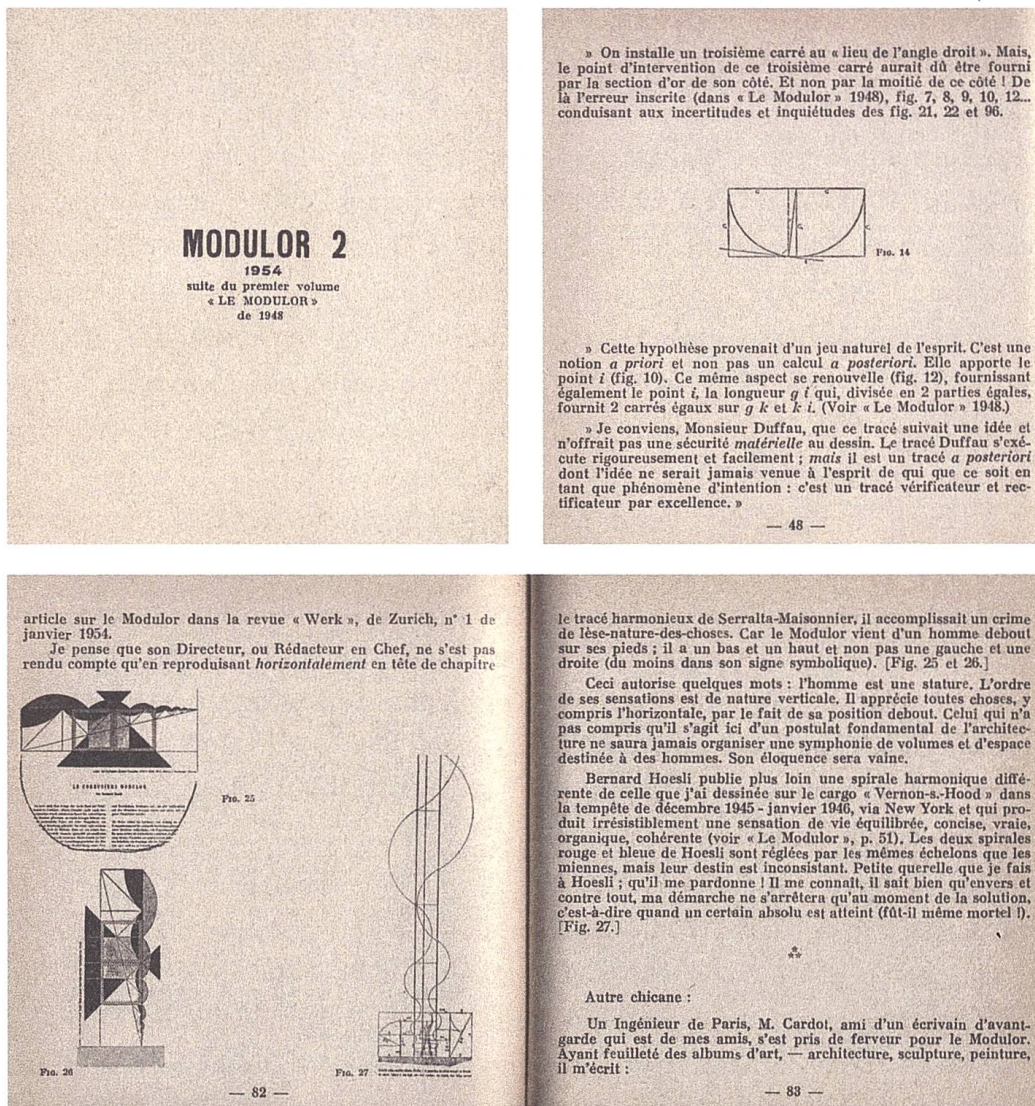 MODULOR 2
1954
suite du premier volume
« LE MODULOR »
de 1948
» On installe un troisième carré au « lieu de l'angle droit ». Mais,
le point d'intervention de ce troisième carré aurait dû être fourni
par la section d'or de son côté. Et non par la moitié de ce côté ! De
là l'erreur inscrite (dans « Le Modulor » 1948), fig. 7, 8, 9, 10, 12...
conduisant aux incertitudes et inquiétudes des fig. 21, 22 et 96.
Fig. 14
» Cette hypothèse provenait d'un jeu naturel de l'esprit. C'est une
notion a priori et non pas un calcul a posteriori. Elle apporte le
point i (fig. 10). Ce même aspect se renouvelle (fig. 12), fournissant
également le point i, la longueur g i qui, divisée en 2 parties égales,
fournit 2 carrés égaux sur g k et k i. (Voir « Le Modulor » 1948.)
» Je conviens, Monsieur Duffau, que ce tracé suivait une idée et
n'offrait pas une sécurité matérielle au dessin. Le tracé Duffau s'exé-
cute rigoureusement et facilement ; mais il est un tracé a posteriori
dont l'idée ne serait jamais venue à l'esprit de qui que ce soit en
tant que phénomène d'intention : c'est un tracé vérificateur et rec-
tificateur par excellence. »
— 48 —
article sur le Modulor dans la revue « Werk », de Zurich, n° 1 de
janvier 1954.
Je pense que son Directeur, ou Rédacteur en Chef, ne s'est pas
rendu compte qu'en reproduisant horizontalement en tête de chapitre
LE CORBUSIERS MODULOR
Fig. 25
Fig. 26
Fig. 27
— 82 —
le tracé harmonieux de Serralta-Maisonnier, il accomplissait un crime
de lèse-nature-des-choses. Car le Modulor vient d'un homme debout
sur ses pieds ; il a un bas et un haut et non pas une gauche et une
droite (du moins dans son signe symbolique). [Fig. 25 et 26.]
Ceci autorise quelques mots : l'homme est une stature. L'ordre
de ses sensations est de nature verticale. Il apprécie toutes choses, y
compris l'horizontale, par le fait de sa position debout. Celui qui n'a
pas compris qu'il s'agit ici d'un postulat fondamental de l'architec-
ture ne saura jamais organiser une symphonie de volumes et d'espace
destinée à des hommes. Son éloquence sera vaine.
Bernard Hoesli publie plus loin une spirale harmonique diffé-
rente de celle que j'ai dessinée sur le cargo « Vernon-s.-Hood » dans
la tempête de décembre 1945 - janvier 1946, via New York et qui pro-
duit irrésistiblement une sensation de vie équilibrée, concise, vraie,
organique, cohérente (voir « Le Modulor », p. 51). Les deux spirales
rouge et bleue de Hoesli sont réglées par les mêmes échelons que les
miennes, mais leur destin est inconsistant. Petite querelle que je fais
à Hoesli ; qu'il me pardonne ! Il me connaît, il sait bien qu'envers et
contre tout, ma démarche ne s'arrêtera qu'au moment de la solution,
c'est-à-dire quand un certain absolu est atteint (fût-il même mortel !).
[Fig. 27.]
Autre chicane :
Un Ingénieur de Paris, M. Cardot, ami d'un écrivain d'avant-
garde qui est de mes amis, s'est pris de ferveur pour le Modulor.
Ayant feuilleté des albums d'art, — architecture, sculpture, peinture,
il m'écrit :
— 83 —